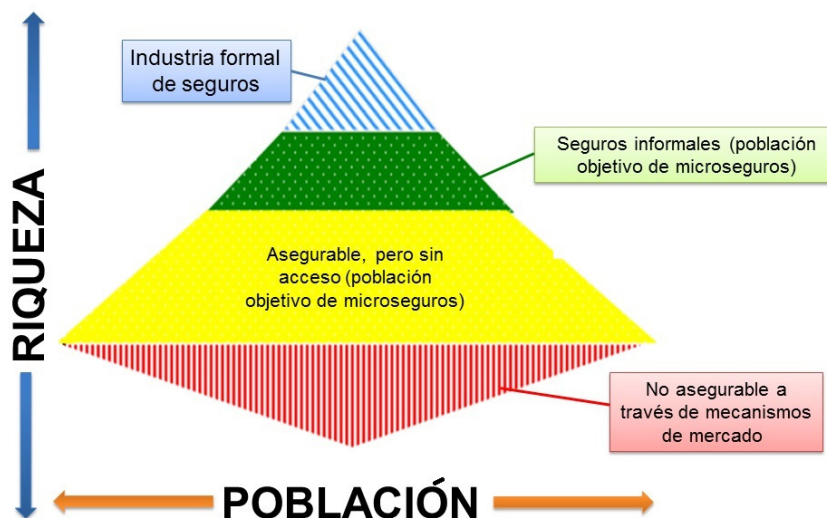 Industria formal
de seguros
Seguros informales (población
objetivo de microseguros)
RIQUEZA
Asegurable, pero sin
acceso (población
objetivo de microseguros)
No asegurable a
través de mecanismos
de mercado
POBLACIÓN